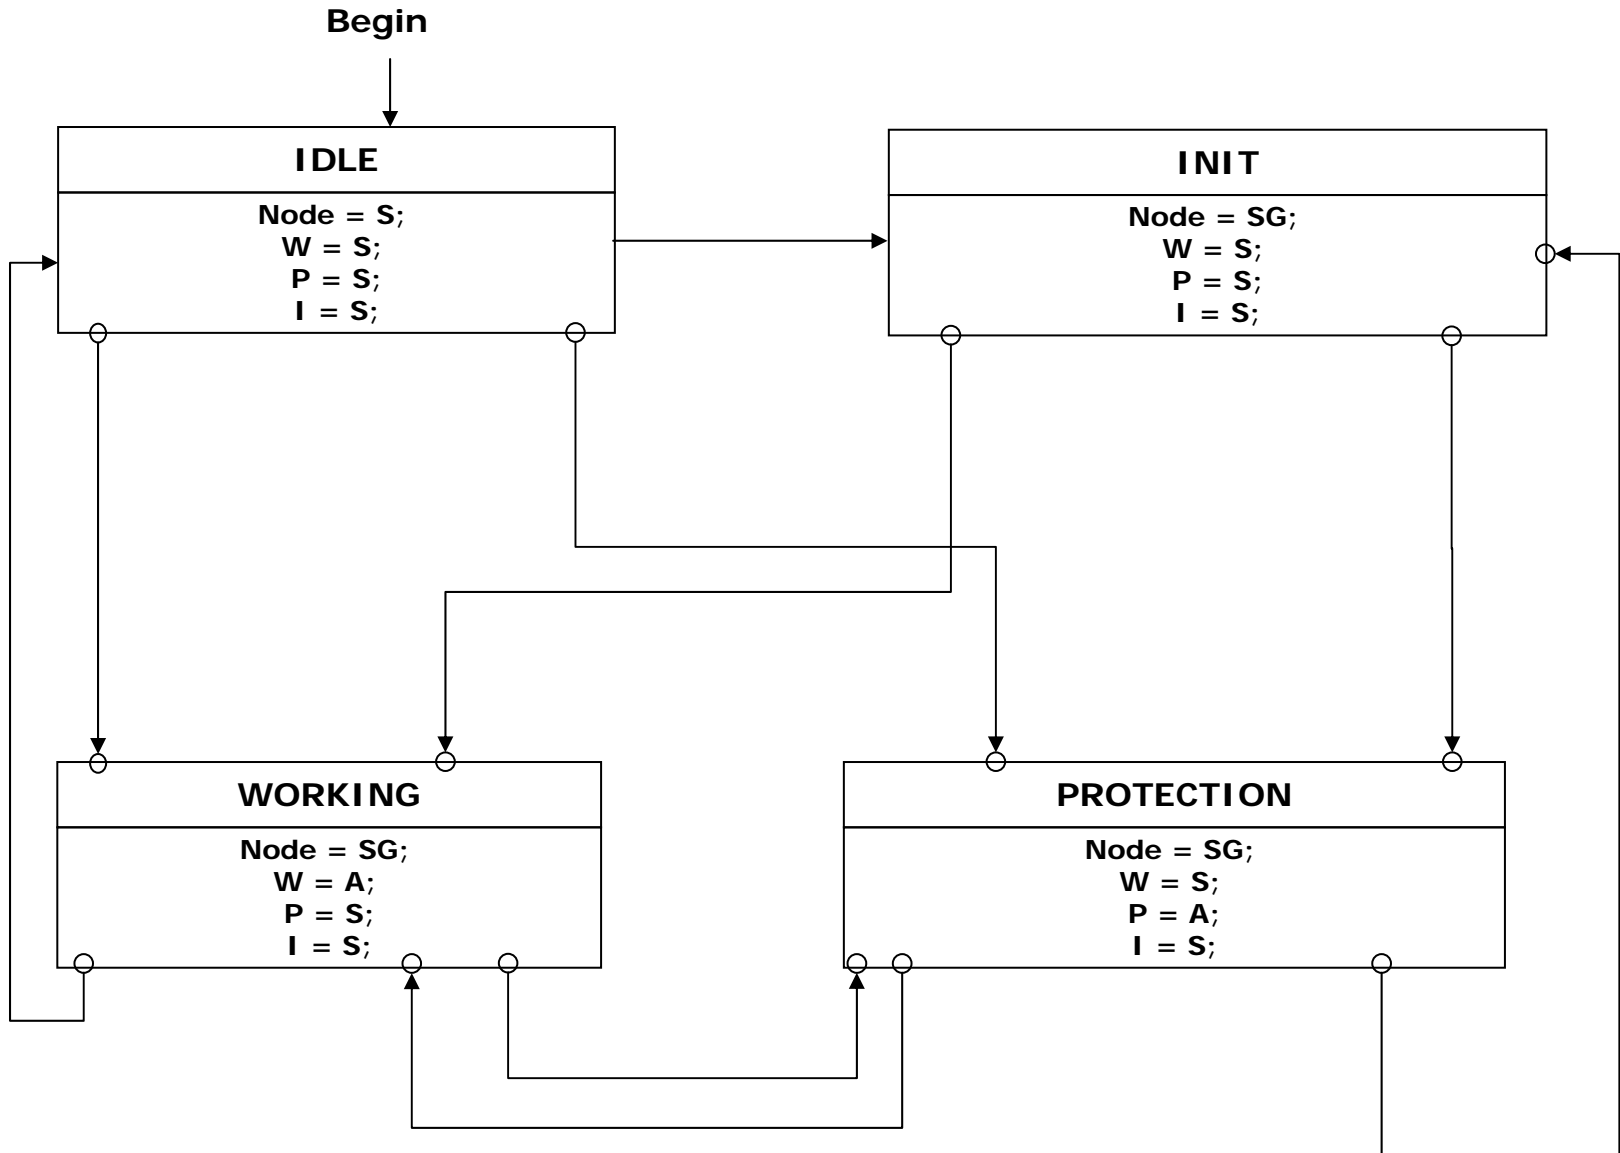 Begin
IDLE
Node = S;
W = S;
P = S;
I = S;
INIT
Node = SG;
W = S;
P = S;
I = S;
WORKING
Node = SG;
W = A;
P = S;
I = S;
PROTECTION
Node = SG;
W = S;
P = A;
I = S;